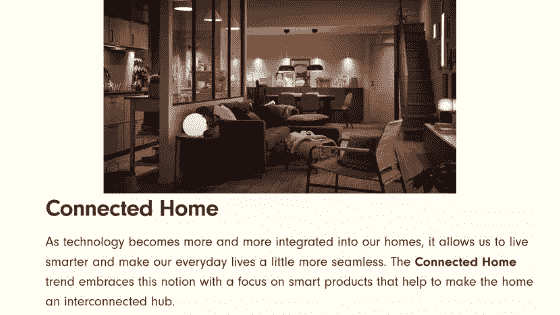 Connected Home
As technology becomes more and more integrated into our homes, it allows us to live
smarter and make our everyday lives a little more seamless. The Connected Home
trend embraces this notion with a focus on smart products that help to make the home
an interconnected hub.